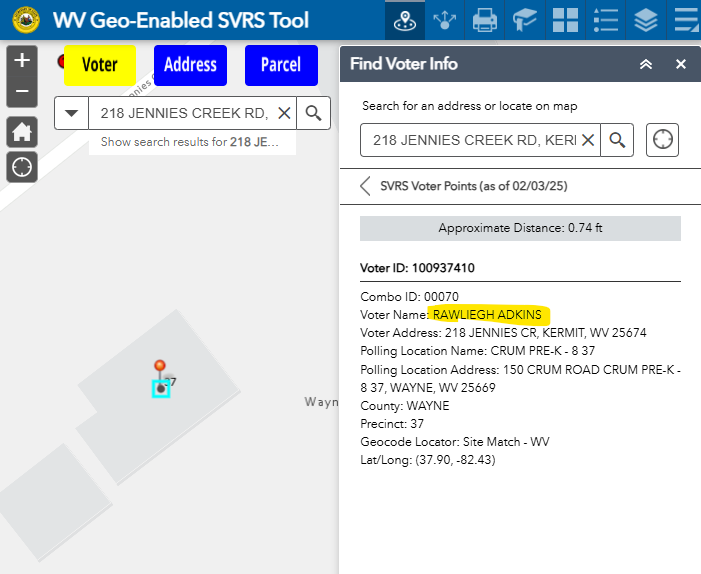 WV Geo-Enabled SVRS Tool
Voter
Address
Parcel
218 JENNIES CREEK RD,
Show search results for 218 JE...
37
Wayn
Find Voter Info
Search for an address or locate on map
218 JENNIES CREEK RD, KERI
SVRS Voter Points (as of 02/03/25)
Approximate Distance: 0.74 ft
Voter ID: 100937410
Combo ID: 00070
Voter Name: RAWLIEGH ADKINS
Voter Address: 218 JENNIES CR, KERMIT, WV 25674
Polling Location Name: CRUM PRE-K - 8 37
Polling Location Address: 150 CRUM ROAD CRUM PRE-K -
8 37, WAYNE, WV 25669
County: WAYNE
Precinct: 37
Geocode Locator: Site Match - WV
Lat/Long: (37.90, -82.43)